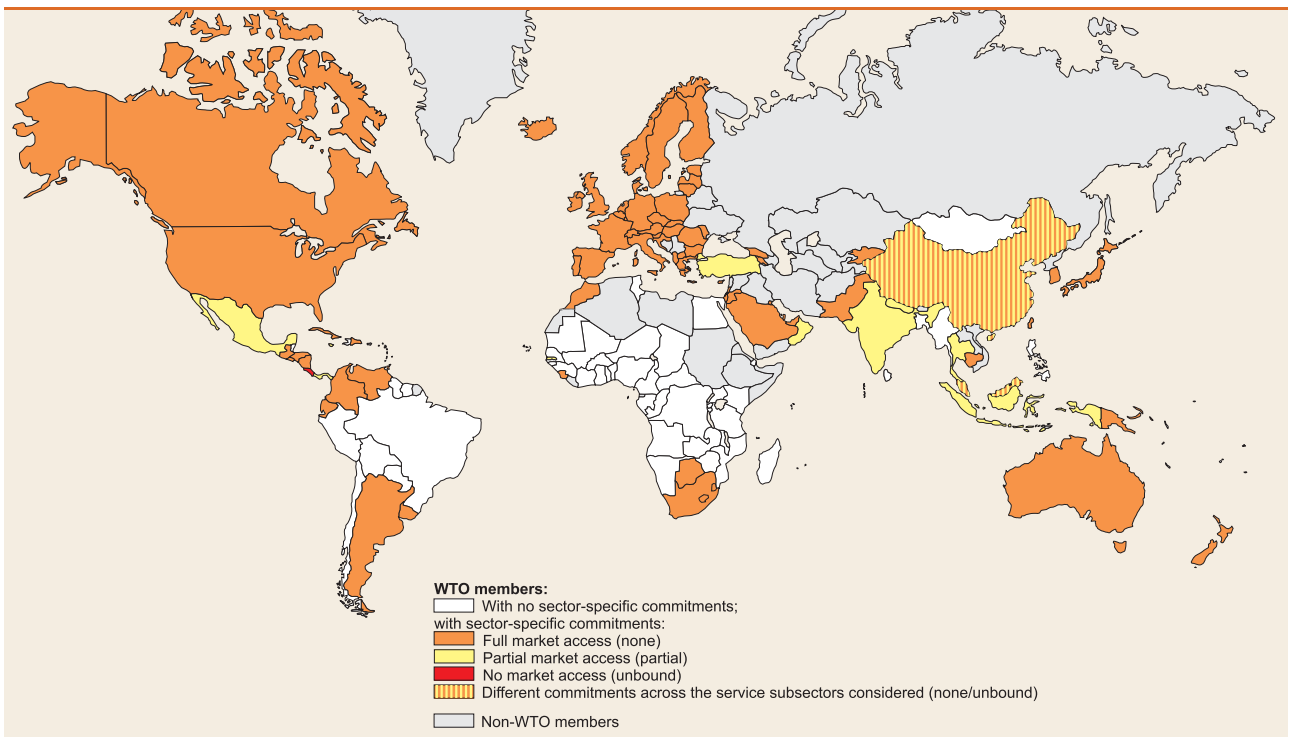 WTO members:
With no sector-specific commitments;
with sector-specific commitments:
Full market access (none)
Partial market access (partial)
No market access (unbound)
Different commitments across the service subsectors considered (none/unbound)
Non-WTO members